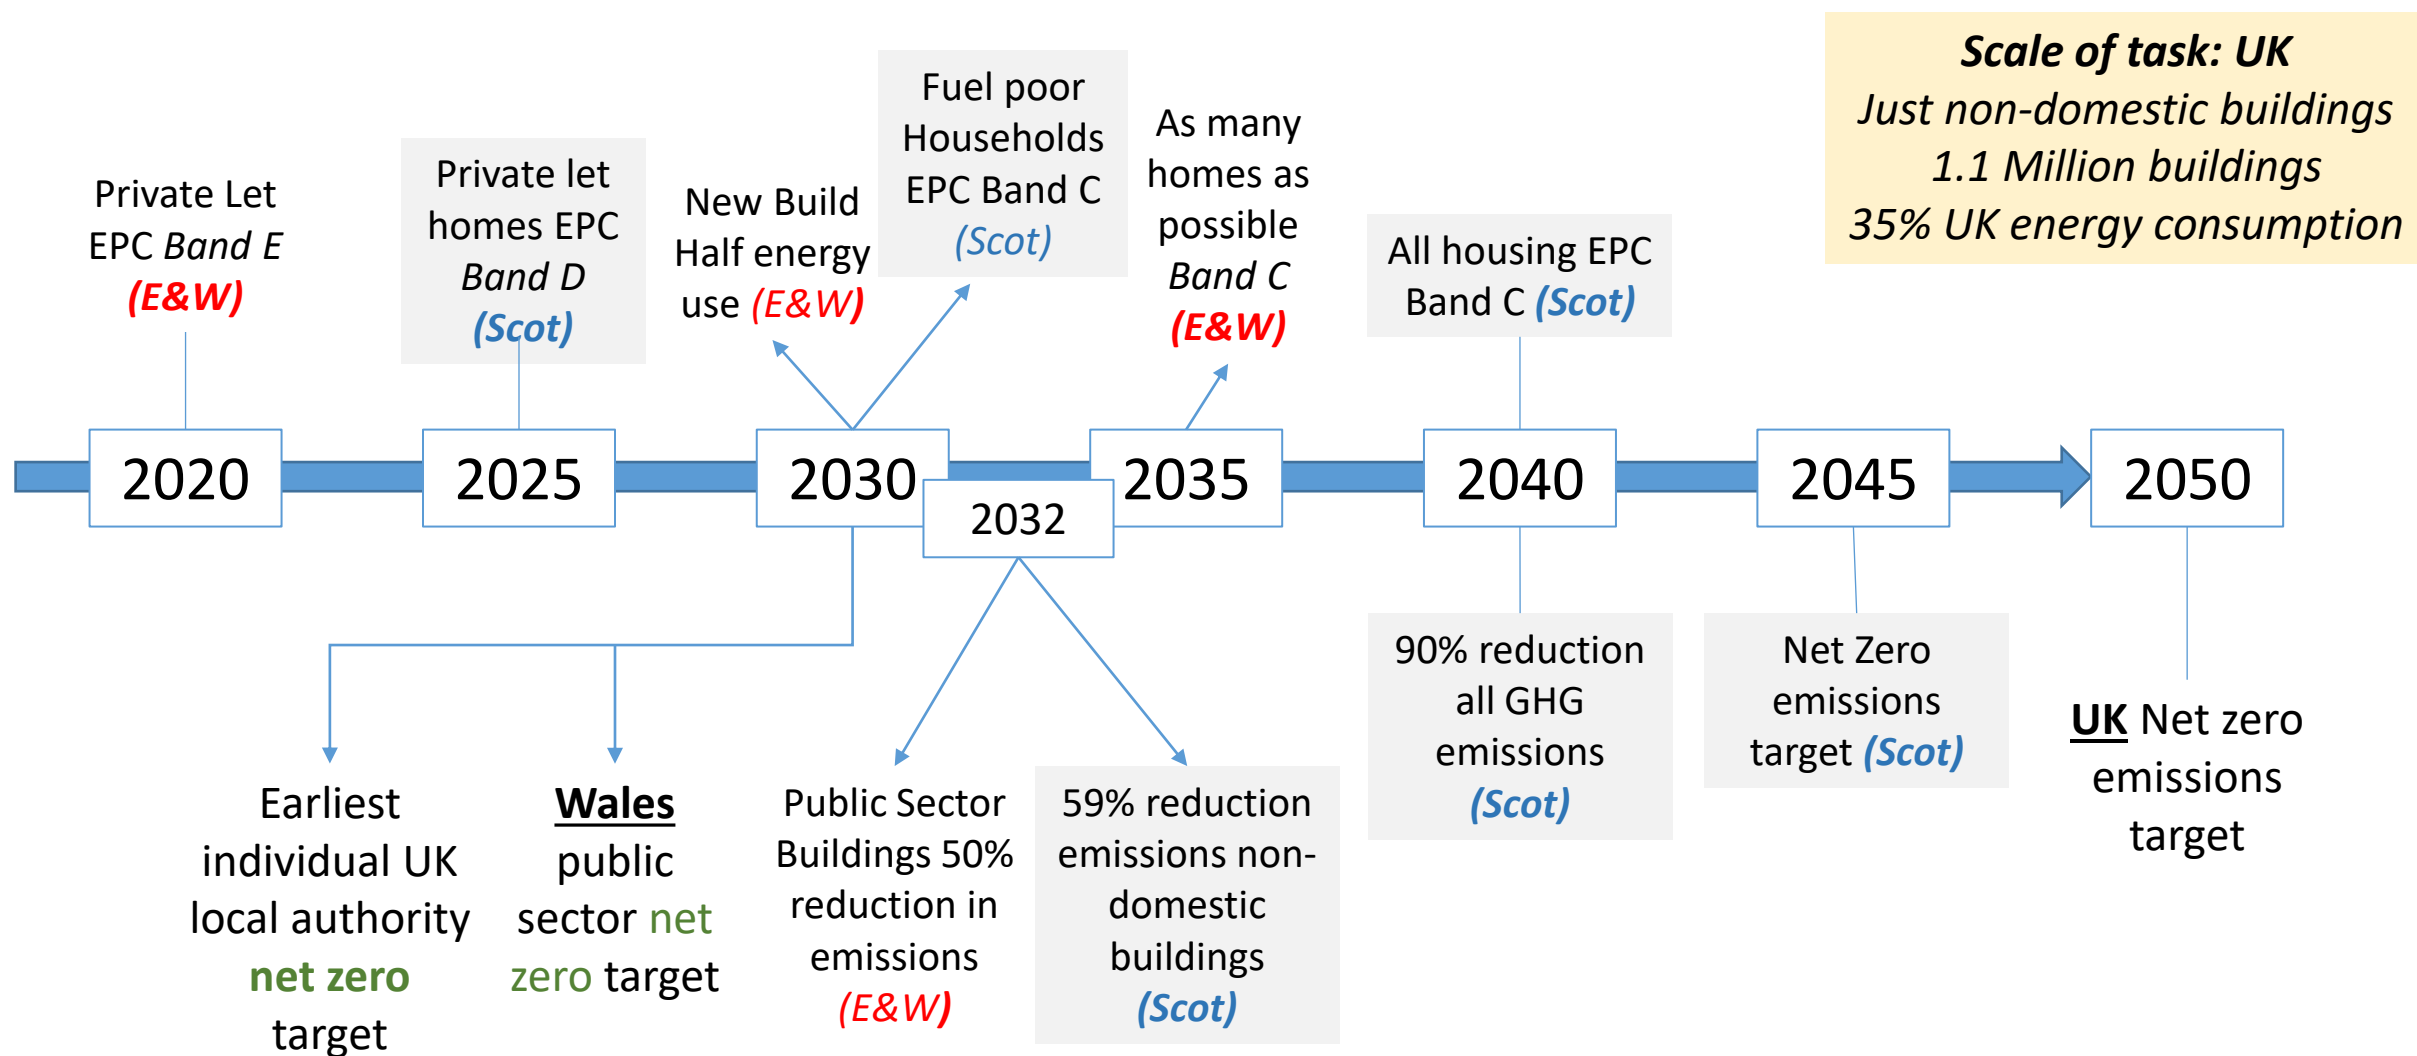 Scale of task: UK
Just non-domestic buildings
1.1 Million buildings
35% UK energy consumption
Private Let
EPC Band E
(E&W)
Private let
homes EPC
Band D
(Scot)
New Build
Half energy
use (E&W)
Fuel poor
Households
EPC Band C
(Scot)
As many
homes as
possible
Band C
(E&W)
All housing EPC
Band C (Scot)
2020
2025
2030
2032
2035
2040
2045
2050
Earliest
individual UK
local authority
net zero
target
Wales
public
sector net
zero target
Public Sector
Buildings 50%
reduction in
emissions
(E&W)
59% reduction
emissions non-
domestic
buildings
(Scot)
90% reduction
all GHG
emissions
(Scot)
Net Zero
emissions
target (Scot)
UK Net zero
emissions
target